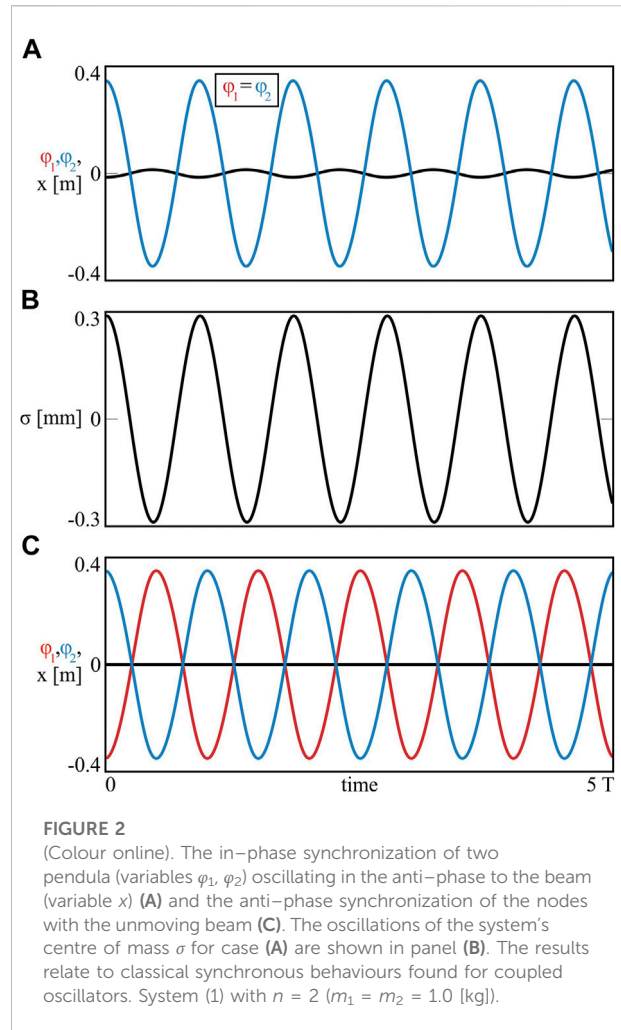 A
0.4
φ₁=φ₂
φ₁,φ₂,
0
x [m]
-0.4
B
0.3
σ [mm] 0
-0.3
C
0.4
φ₁,φ₂,
0
x [m]
-0.4
0 time 5 T
FIGURE 2
(Colour online). The in–phase synchronization of two
pendula (variables φ₁, φ₂) oscillating in the anti–phase to the beam
(variable x) (A) and the anti–phase synchronization of the nodes
with the unmoving beam (C). The oscillations of the system's
centre of mass σ for case (A) are shown in panel (B). The results
relate to classical synchronous behaviours found for coupled
oscillators. System (1) with n = 2 (m₁ = m₂ = 1.0 [kg]).